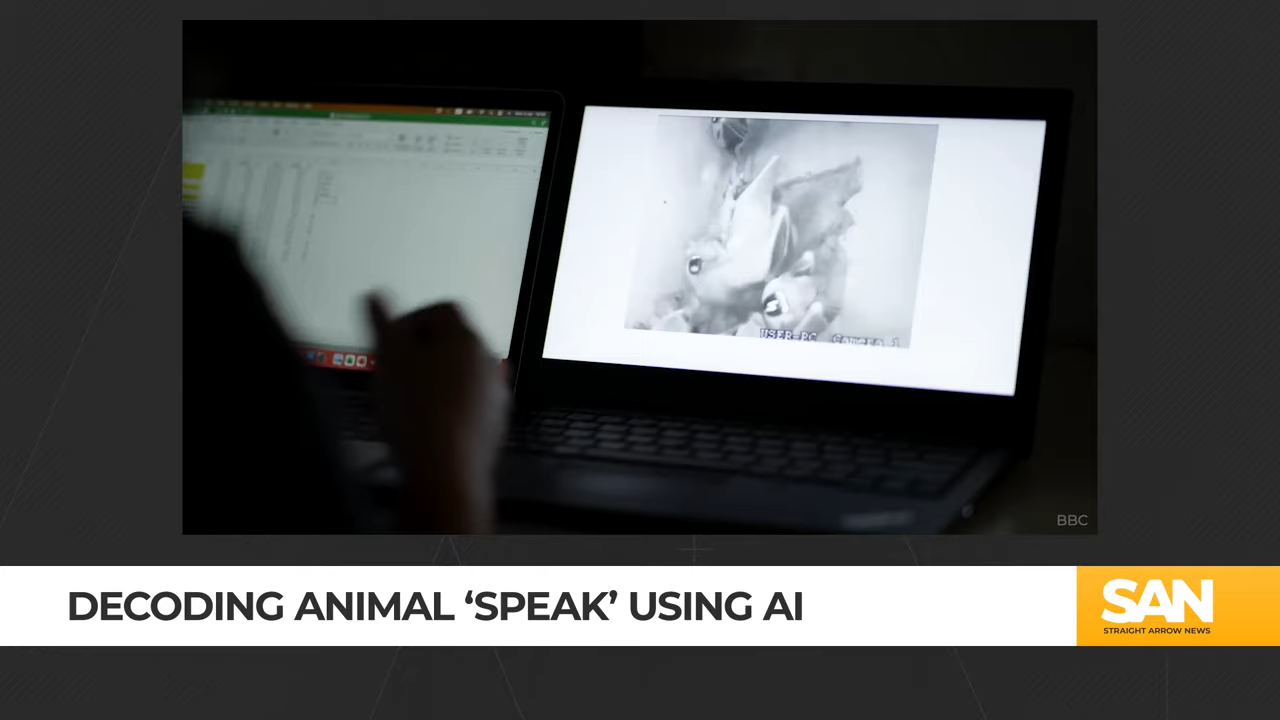 USER-PC Camera 1
BBC
DECODING ANIMAL ‘SPEAK’ USING AI
SAN
STRAIGHT ARROW NEWS